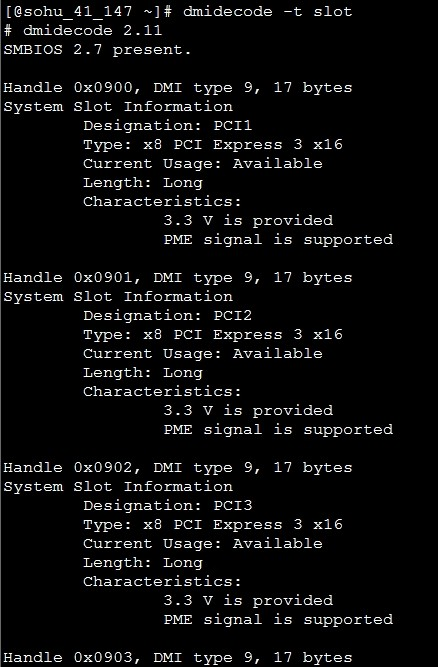 [@sohu_41_147 ~]# dmidecode -t slot
# dmidecode 2.11
SMBIOS 2.7 present.
Handle 0x0900, DMI type 9, 17 bytes
System Slot Information
Designation: PCI1
Type: x8 PCI Express 3 x16
Current Usage: Available
Length: Long
Characteristics:
3.3 V is provided
PME signal is supported
Handle 0x0901, DMI type 9, 17 bytes
System Slot Information
Designation: PCI2
Type: x8 PCI Express 3 x16
Current Usage: Available
Length: Long
Characteristics:
3.3 V is provided
PME signal is supported
Handle 0x0902, DMI type 9, 17 bytes
System Slot Information
Designation: PCI3
Type: x8 PCI Express 3 x16
Current Usage: Available
Length: Long
Characteristics:
3.3 V is provided
PME signal is supported
Handle 0x0903, DMI type 9, 17 bytes